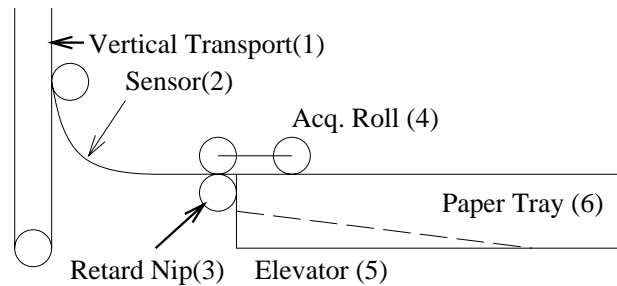 Vertical Transport(1)
Sensor(2)
Acq. Roll (4)
Paper Tray (6)
Retard Nip(3)
Elevator (5)